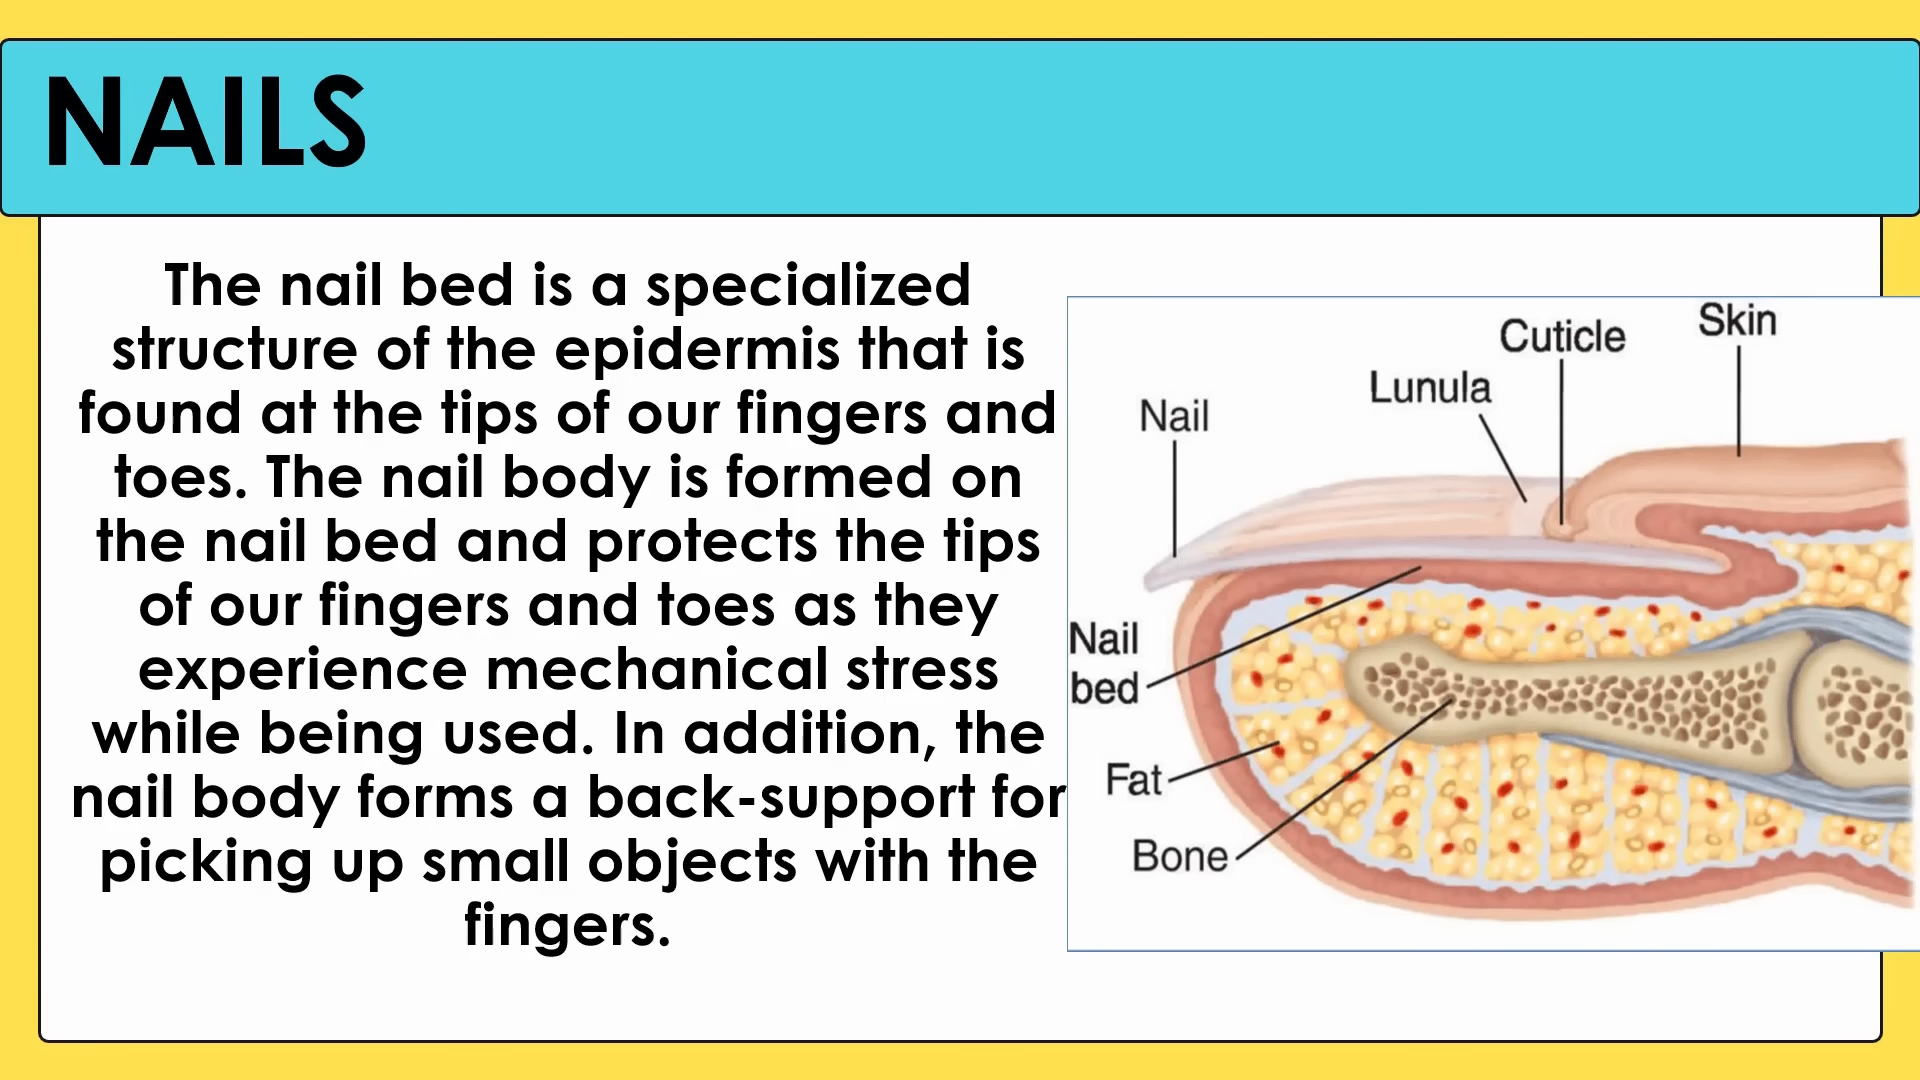 NAILS
The nail bed is a specialized
structure of the epidermis that is
found at the tips of our fingers and
toes. The nail body is formed on
the nail bed and protects the tips
of our fingers and toes as they
experience mechanical stress
while being used. In addition, the
nail body forms a back-support for
picking up small objects with the
fingers.
Skin
Cuticle
Lunula
Nail
Nail
bed
Fat
Bone